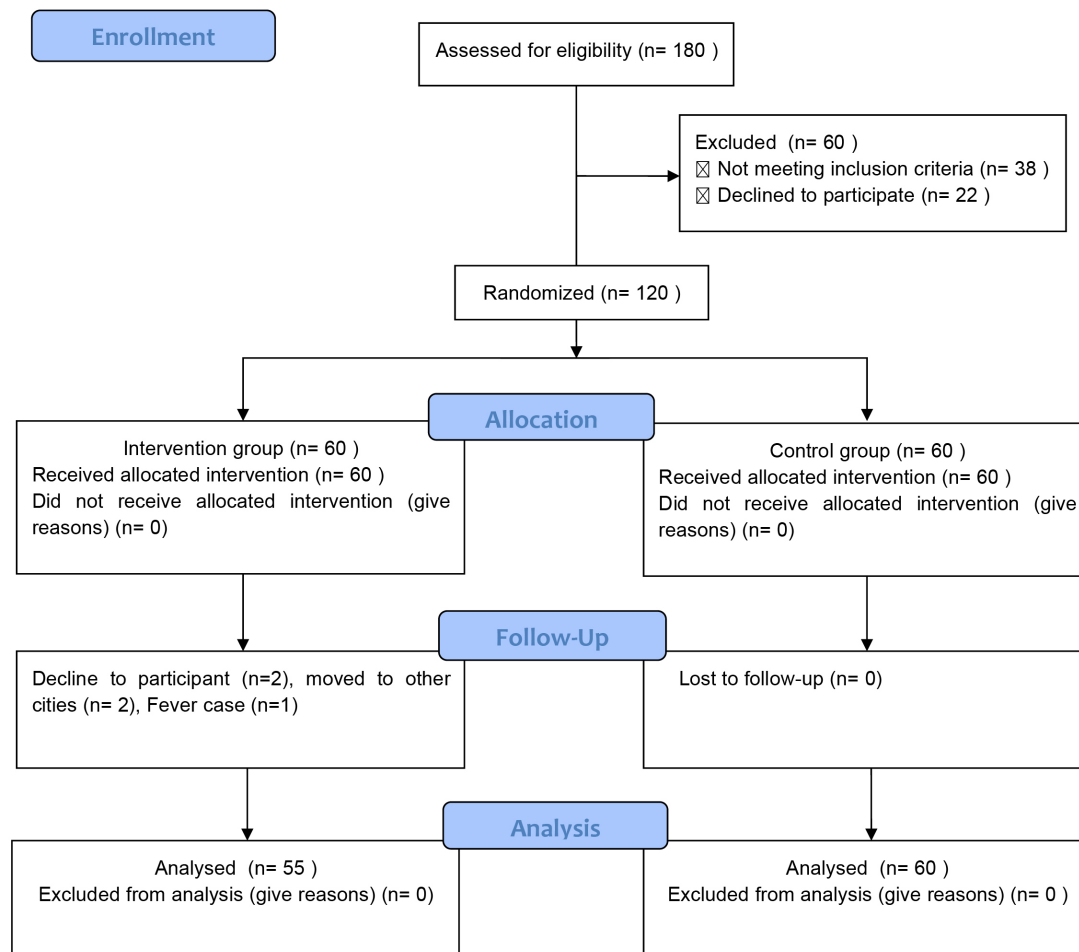 Enrollment
Assessed for eligibility (n= 180 )
Excluded (n= 60 )
Not meeting inclusion criteria (n= 38 )
Declined to participate (n= 22 )
Randomized (n= 120 )
Allocation
Intervention group (n= 60 )
Received allocated intervention (n= 60 )
Did not receive allocated intervention (give
reasons) (n= 0)
Control group (n= 60 )
Received allocated intervention (n= 60 )
Did not receive allocated intervention (give
reasons) (n= 0)
Follow-Up
Decline to participant (n=2), moved to other
cities (n= 2), Fever case (n=1)
Lost to follow-up (n= 0)
Analysis
Analysed (n= 55 )
Excluded from analysis (give reasons) (n= 0)
Analysed (n= 60 )
Excluded from analysis (give reasons) (n= 0 )